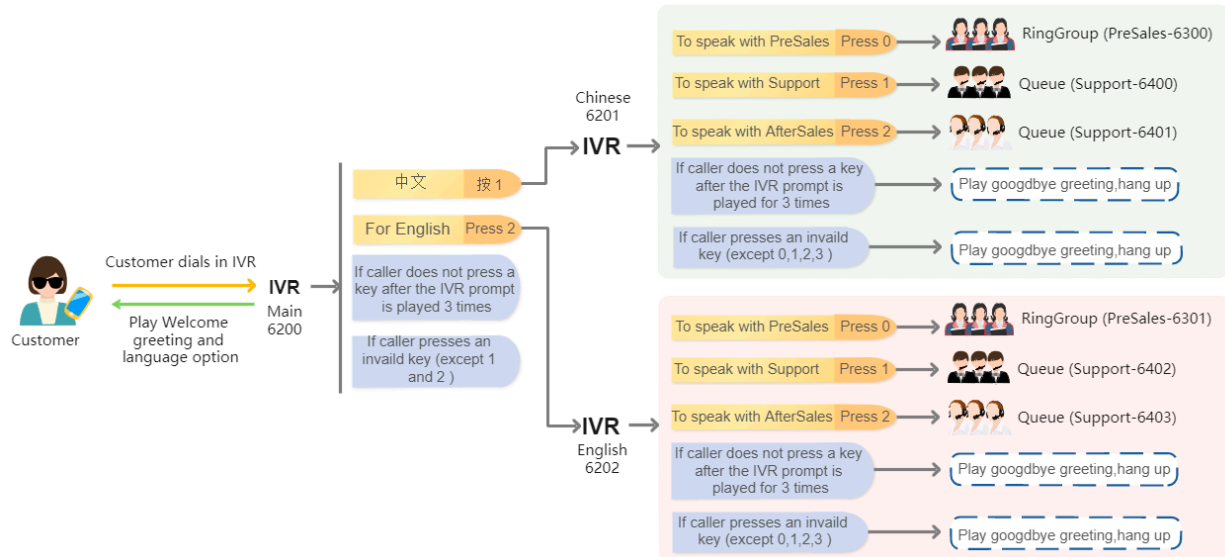 Customer
Customer dials in IVR
Play Welcome
greeting and
language option
IVR
Main
6200
中文 按 1
For English Press 2
If caller does not press a
key after the IVR prompt
is played 3 times
If caller presses an
invaild key (except 1
and 2 )
Chinese
6201
IVR
To speak with PreSales Press 0
RingGroup (PreSales-6300)
To speak with Support Press 1
Queue (Support-6400)
To speak with AfterSales Press 2
Queue (Support-6401)
If caller does not press a key
after the IVR prompt is
played for 3 times
Play googdbye greeting,hang up
If caller presses an invaild
key (except 0,1,2,3 )
Play googdbye greeting,hang up
IVR
English
6202
To speak with PreSales Press 0
RingGroup (PreSales-6301)
To speak with Support Press 1
Queue (Support-6402)
To speak with AfterSales Press 2
Queue (Support-6403)
If caller does not press a key
after the IVR prompt is
played for 3 times
Play googdbye greeting,hang up
If caller presses an invaild
key (except 0,1,2,3 )
Play googdbye greeting,hang up